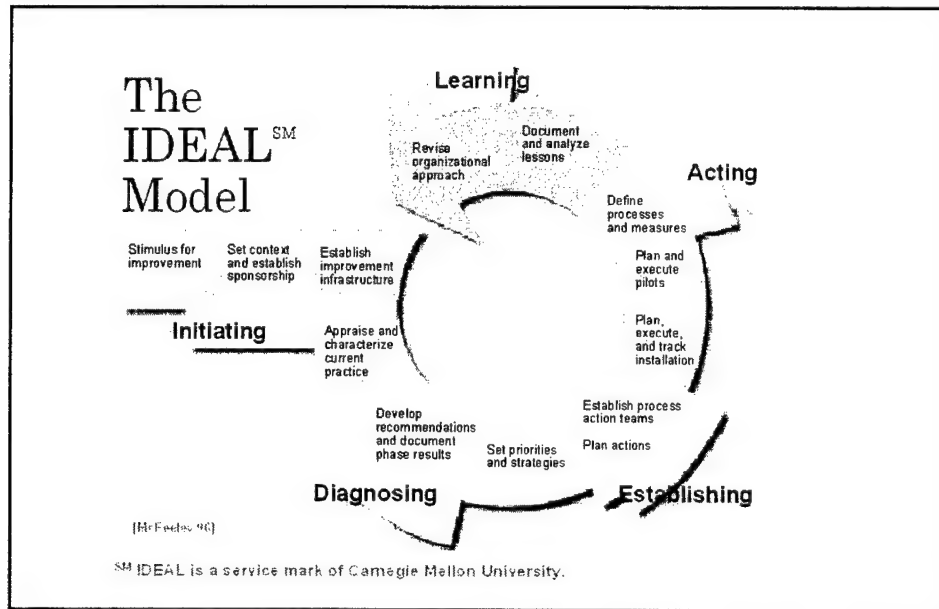 The
IDEAL℠
Model
Learning
Document
and analyze
lessons
Revise
organizational
approach
Acting
Define
processes
and measures
Plan and
execute
pilots
Plan,
execute,
and track
installation
Stimulus for
improvement
Set context
and establish
sponsorship
Establish
improvement
infrastructure
Initiating
Appraise and
characterize
current
practice
Develop
recommendations
and document
phase results
Set priorities
and strategies
Establish process
action teams
Plan actions
Diagnosing
Establishing
[McFeeley 96]
SM IDEAL is a service mark of Carnegie Mellon University.